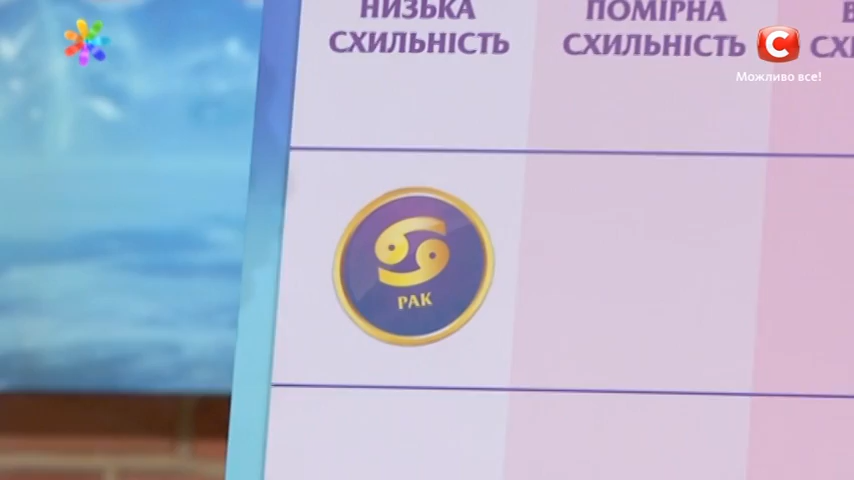 НИЗЬКА
СХИЛЬНІСТЬ
ПОМІРНА
СХИЛЬНІСТЬ
С
Можливо все!
РАК